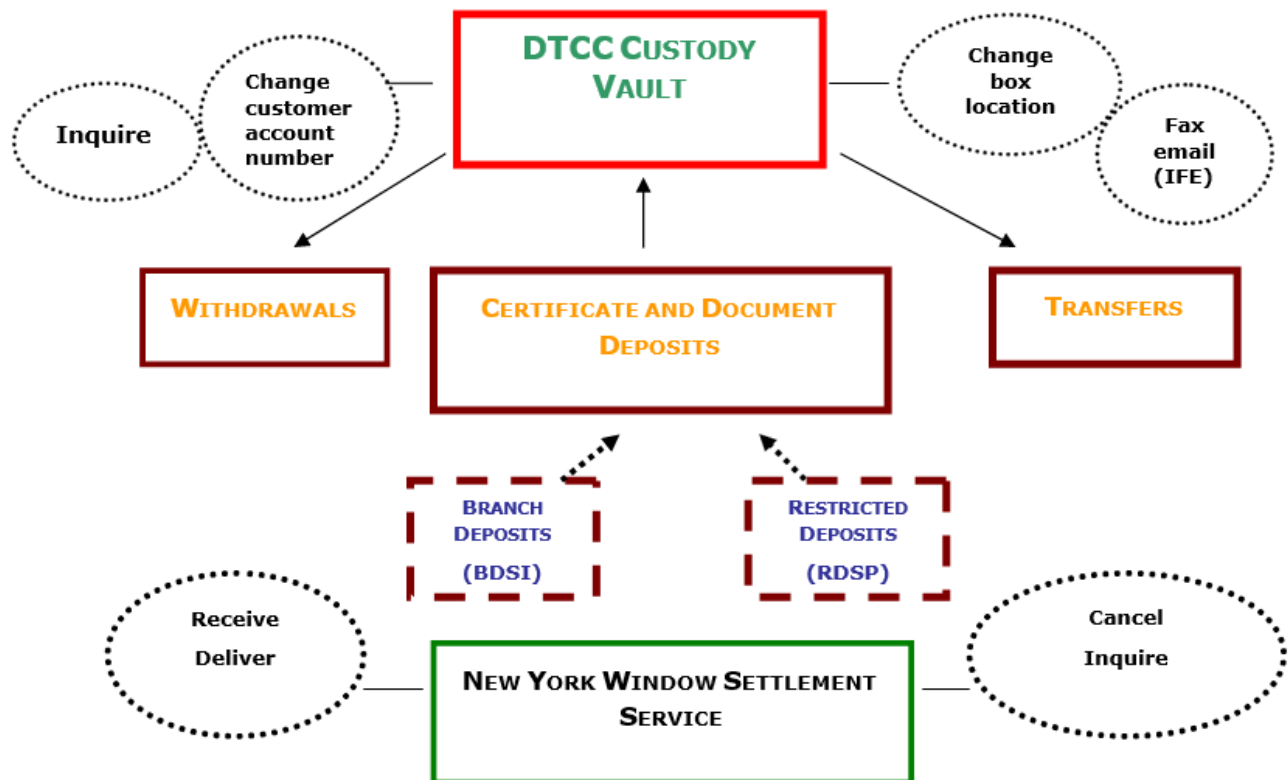 DTCC CUSTODY
VAULT
Change
customer
account
number
Inquire
Change
box
location
Fax
email
(IFE)
WITHDRAWALS
CERTIFICATE AND DOCUMENT
DEPOSITS
TRANSFERS
BRANCH
DEPOSITS
(BDSI)
RESTRICTED
DEPOSITS
(RDSP)
Receive
Deliver
NEW YORK WINDOW SETTLEMENT
SERVICE
Cancel
Inquire